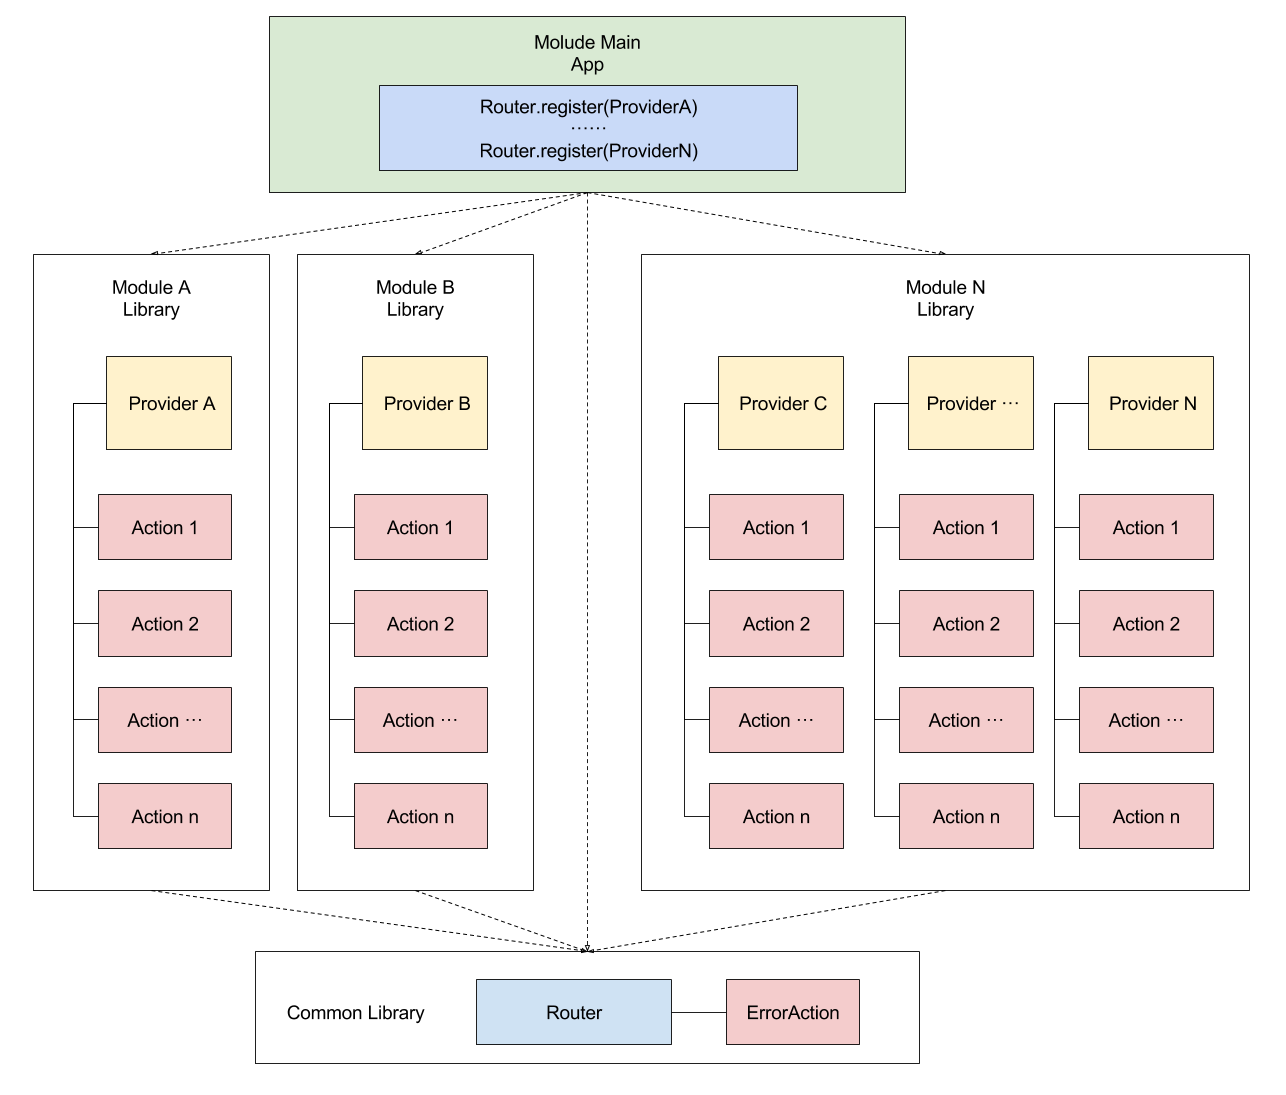 Molude Main
App
Router.register(ProviderA)
⋯⋯
Router.register(ProviderN)
Module A
Library
Module B
Library
Module N
Library
Provider A
Provider B
Provider C
Provider ⋯
Provider N
Action 1
Action 1
Action 1
Action 1
Action 1
Action 2
Action 2
Action 2
Action 2
Action 2
Action ⋯
Action ⋯
Action ⋯
Action ⋯
Action ⋯
Action n
Action n
Action n
Action n
Action n
Common Library
Router
ErrorAction